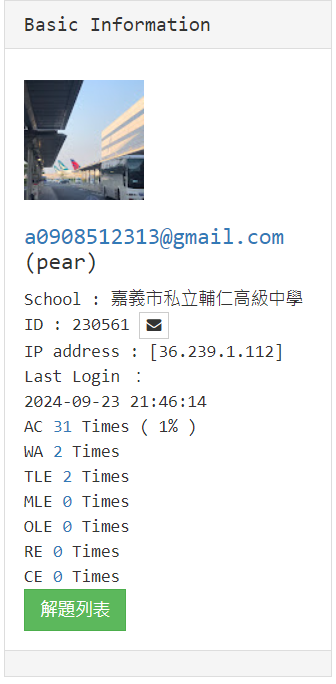 Basic Information
a0908512313@gmail.com
(pear)
School : 嘉義市私立輔仁高級中學
ID : 230561
IP address : [36.239.1.112]
Last Login ：
2024-09-23 21:46:14
AC 31 Times ( 1% )
WA 2 Times
TLE 2 Times
MLE 0 Times
OLE 0 Times
RE 0 Times
CE 0 Times
解題列表